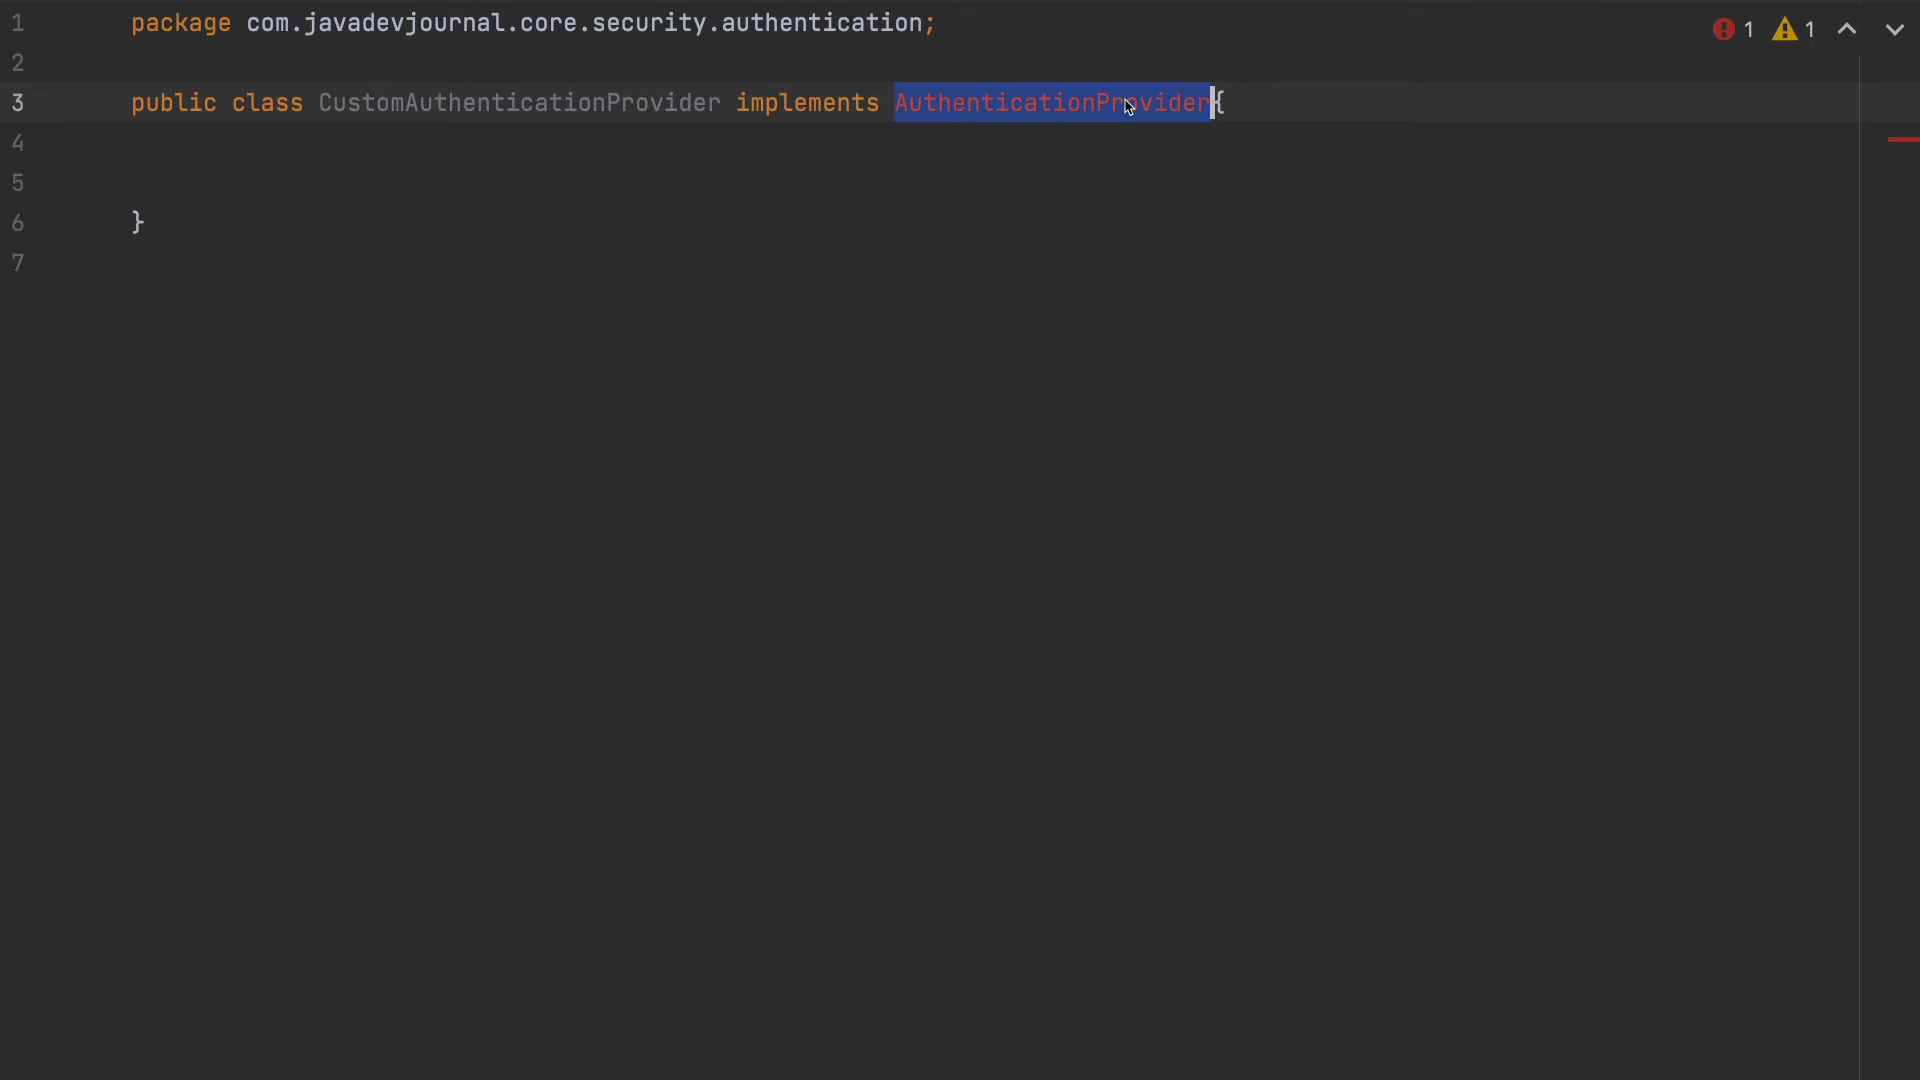 1 package com.javadevjournal.core.security.authentication; 1 1
2
3 public class CustomAuthenticationProvider implements AuthenticationProvider{
4
5
6 }
7